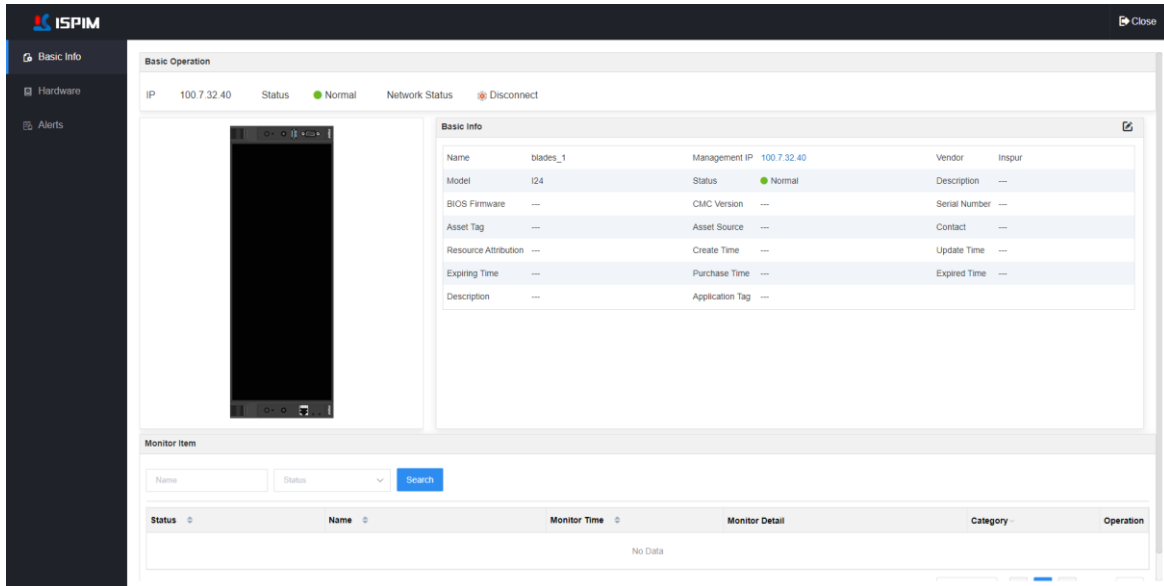 ISPIM
Close
Basic Info
Hardware
Alerts
Basic Operation
IP 100.7.32.40 Status Normal Network Status Disconnect
Basic Info
Name blades_1 Management IP 100.7.32.40 Vendor Inspur
Model I24 Status Normal Description ---
BIOS Firmware --- CMC Version --- Serial Number ---
Asset Tag --- Asset Source --- Contact ---
Resource Attribution --- Create Time --- Update Time ---
Expiring Time --- Purchase Time --- Expired Time ---
Description --- Application Tag ---
Monitor Item
Name Status Search
Status Name Monitor Time Monitor Detail Category Operation
No Data